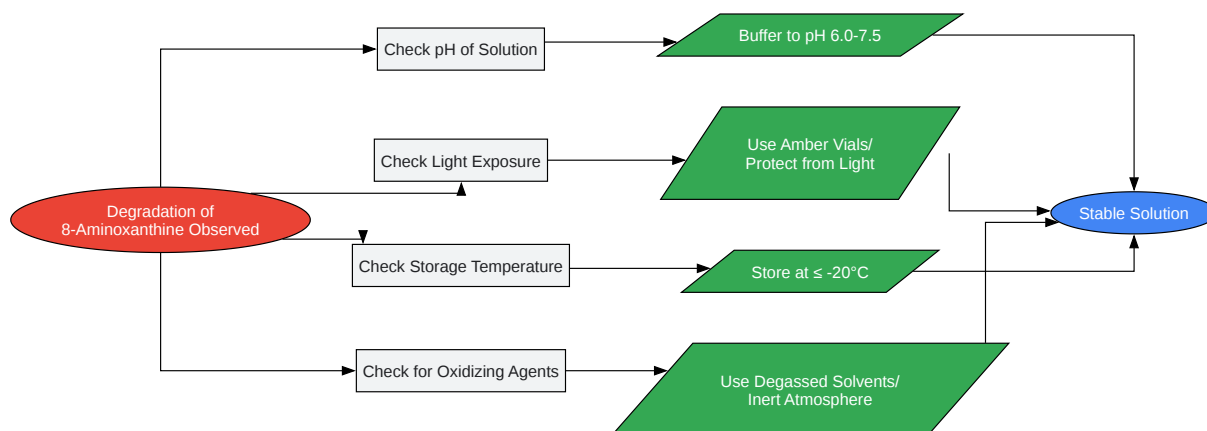 Check pH of Solution
Buffer to pH 6.0-7.5
Check Light Exposure
Use Amber Vials/
Protect from Light
Degradation of
8-Aminoxanthine Observed
Stable Solution
Check Storage Temperature
Store at ≤ -20°C
Check for Oxidizing Agents
Use Degassed Solvents/
Inert Atmosphere